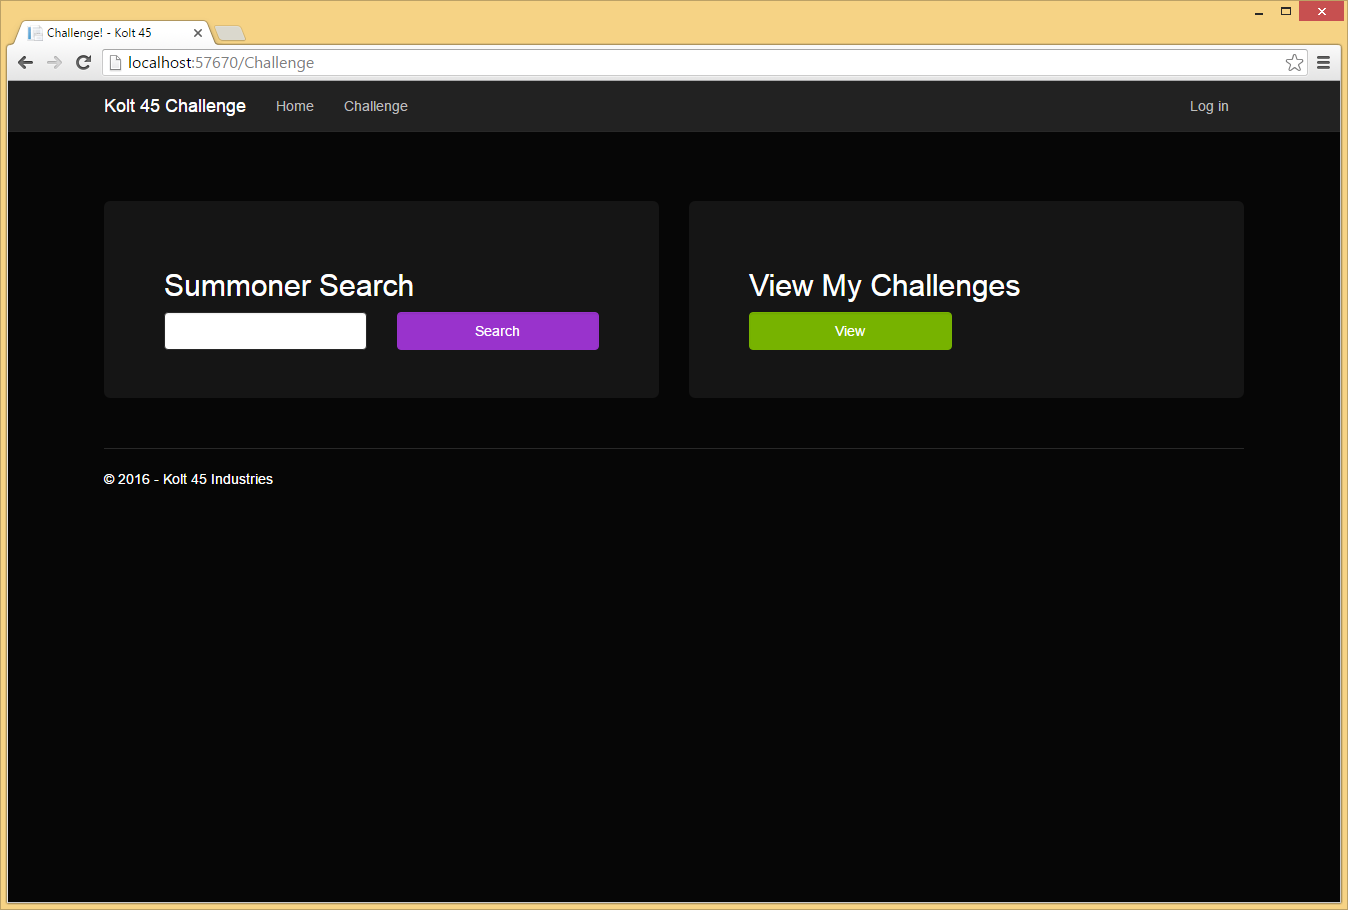 Challenge! - Kolt 45
localhost:57670/Challenge
Kolt 45 Challenge Home Challenge Log in
Summoner Search
Search
View My Challenges
View
© 2016 - Kolt 45 Industries